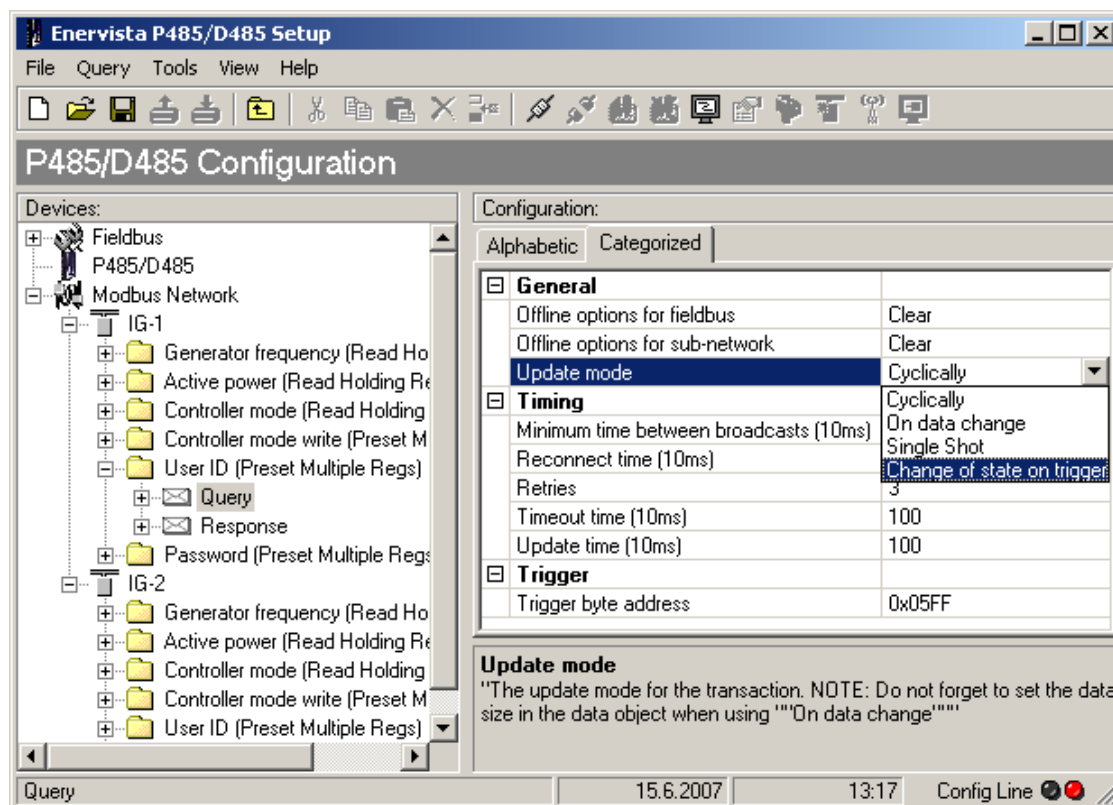 Enervista P485/D485 Setup
File Query Tools View Help
P485/D485 Configuration
Devices:
Fieldbus
P485/D485
Modbus Network
IG-1
Generator frequency (Read Ho
Active power (Read Holding Re
Controller mode (Read Holding
Controller mode write (Preset M
User ID (Preset Multiple Regs)
Query
Response
Password (Preset Multiple Regs
IG-2
Generator frequency (Read Ho
Active power (Read Holding Re
Controller mode (Read Holding
Controller mode write (Preset M
User ID (Preset Multiple Regs)
Configuration:
Alphabetic Categorized
General
Offline options for fieldbus Clear
Offline options for sub-network Clear
Update mode Cyclically
Cyclically
On data change
Single Shot
Change of state on trigger
Timing
Minimum time between broadcasts (10ms)
Reconnect time (10ms)
Retries 3
Timeout time (10ms) 100
Update time (10ms) 100
Trigger
Trigger byte address 0x05FF
Update mode
"The update mode for the transaction. NOTE: Do not forget to set the data
size in the data object when using ""On data change"""
Query 15.6.2007 13:17 Config Line